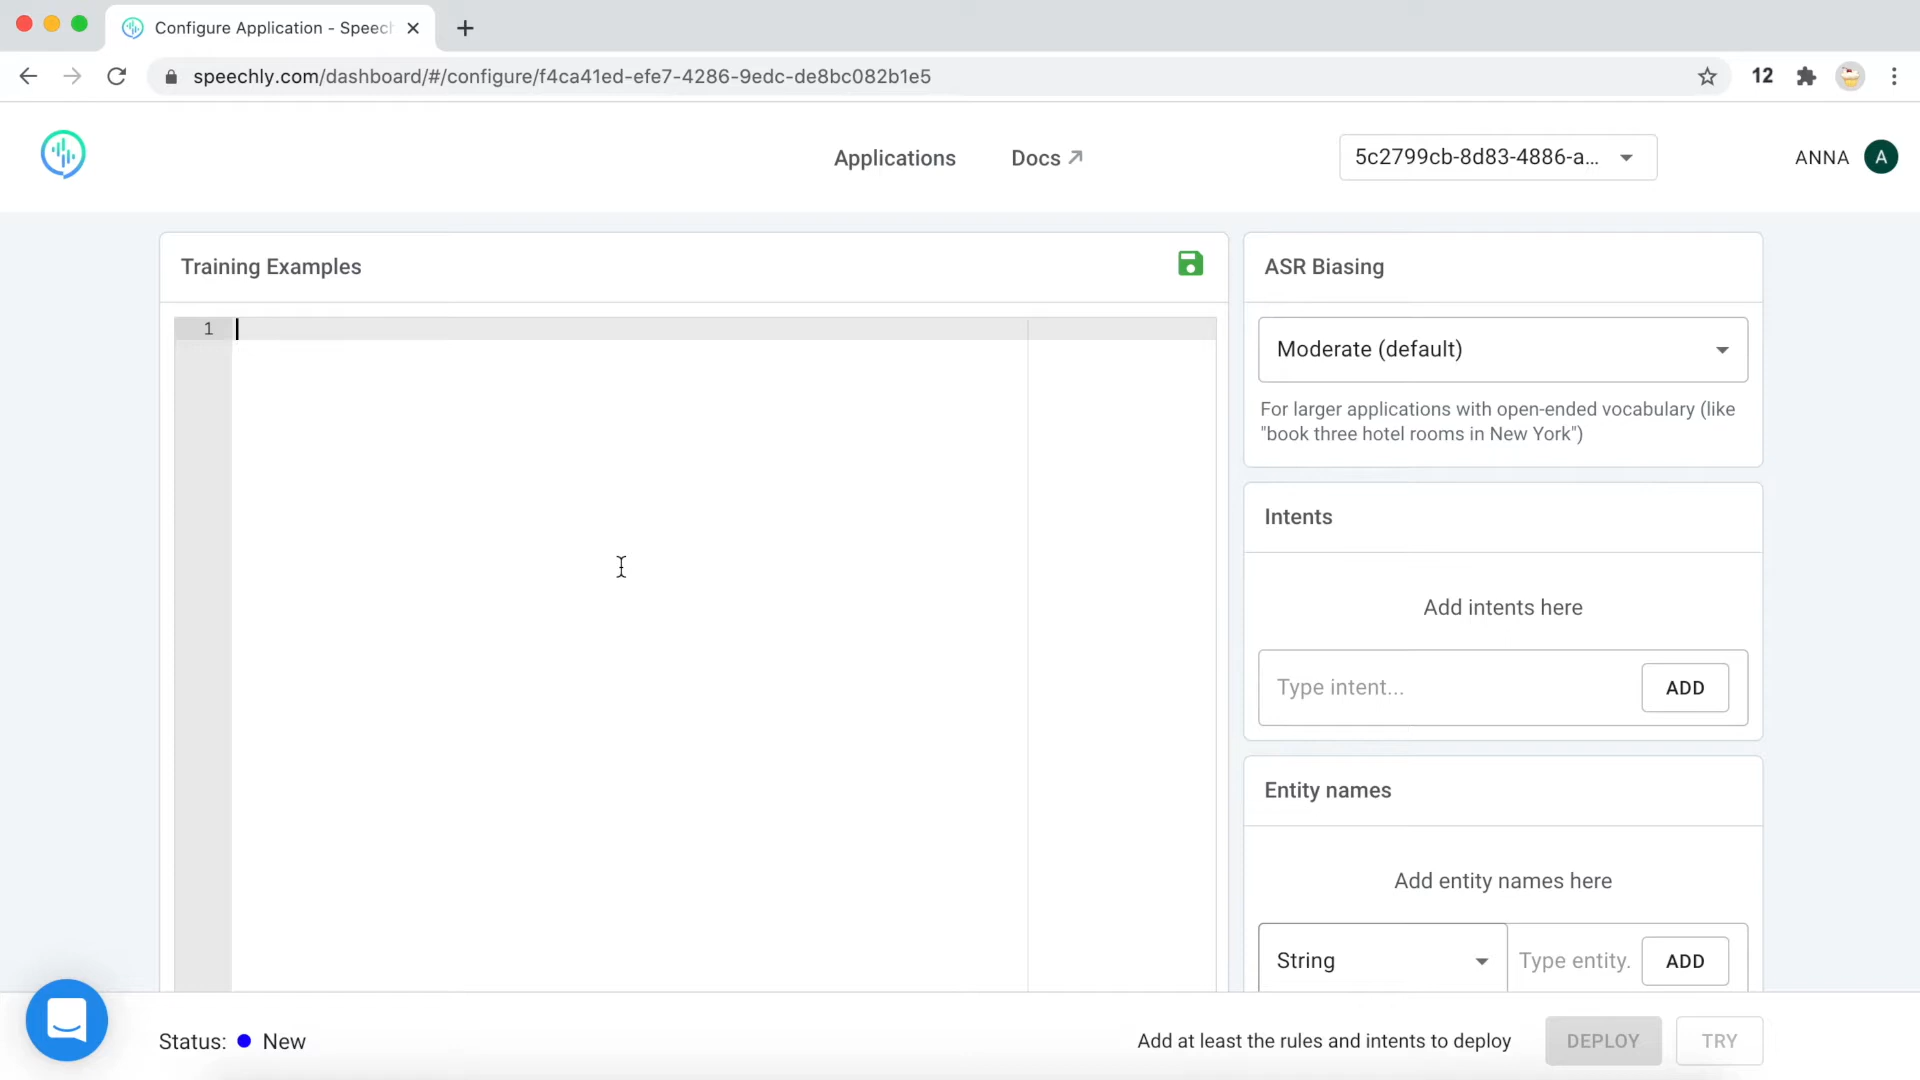 Configure Application - Speech
speechly.com/dashboard/#/configure/f4ca41ed-efe7-4286-9edc-de8bc082b1e5
12
Applications
Docs
5c2799cb-8d83-4886-a...
ANNA
A
Training Examples
1
ASR Biasing
Moderate (default)
For larger applications with open-ended vocabulary (like
"book three hotel rooms in New York")
Intents
Add intents here
Type intent...
ADD
Entity names
Add entity names here
String
Type entity.
ADD
Status: New
Add at least the rules and intents to deploy
DEPLOY
TRY